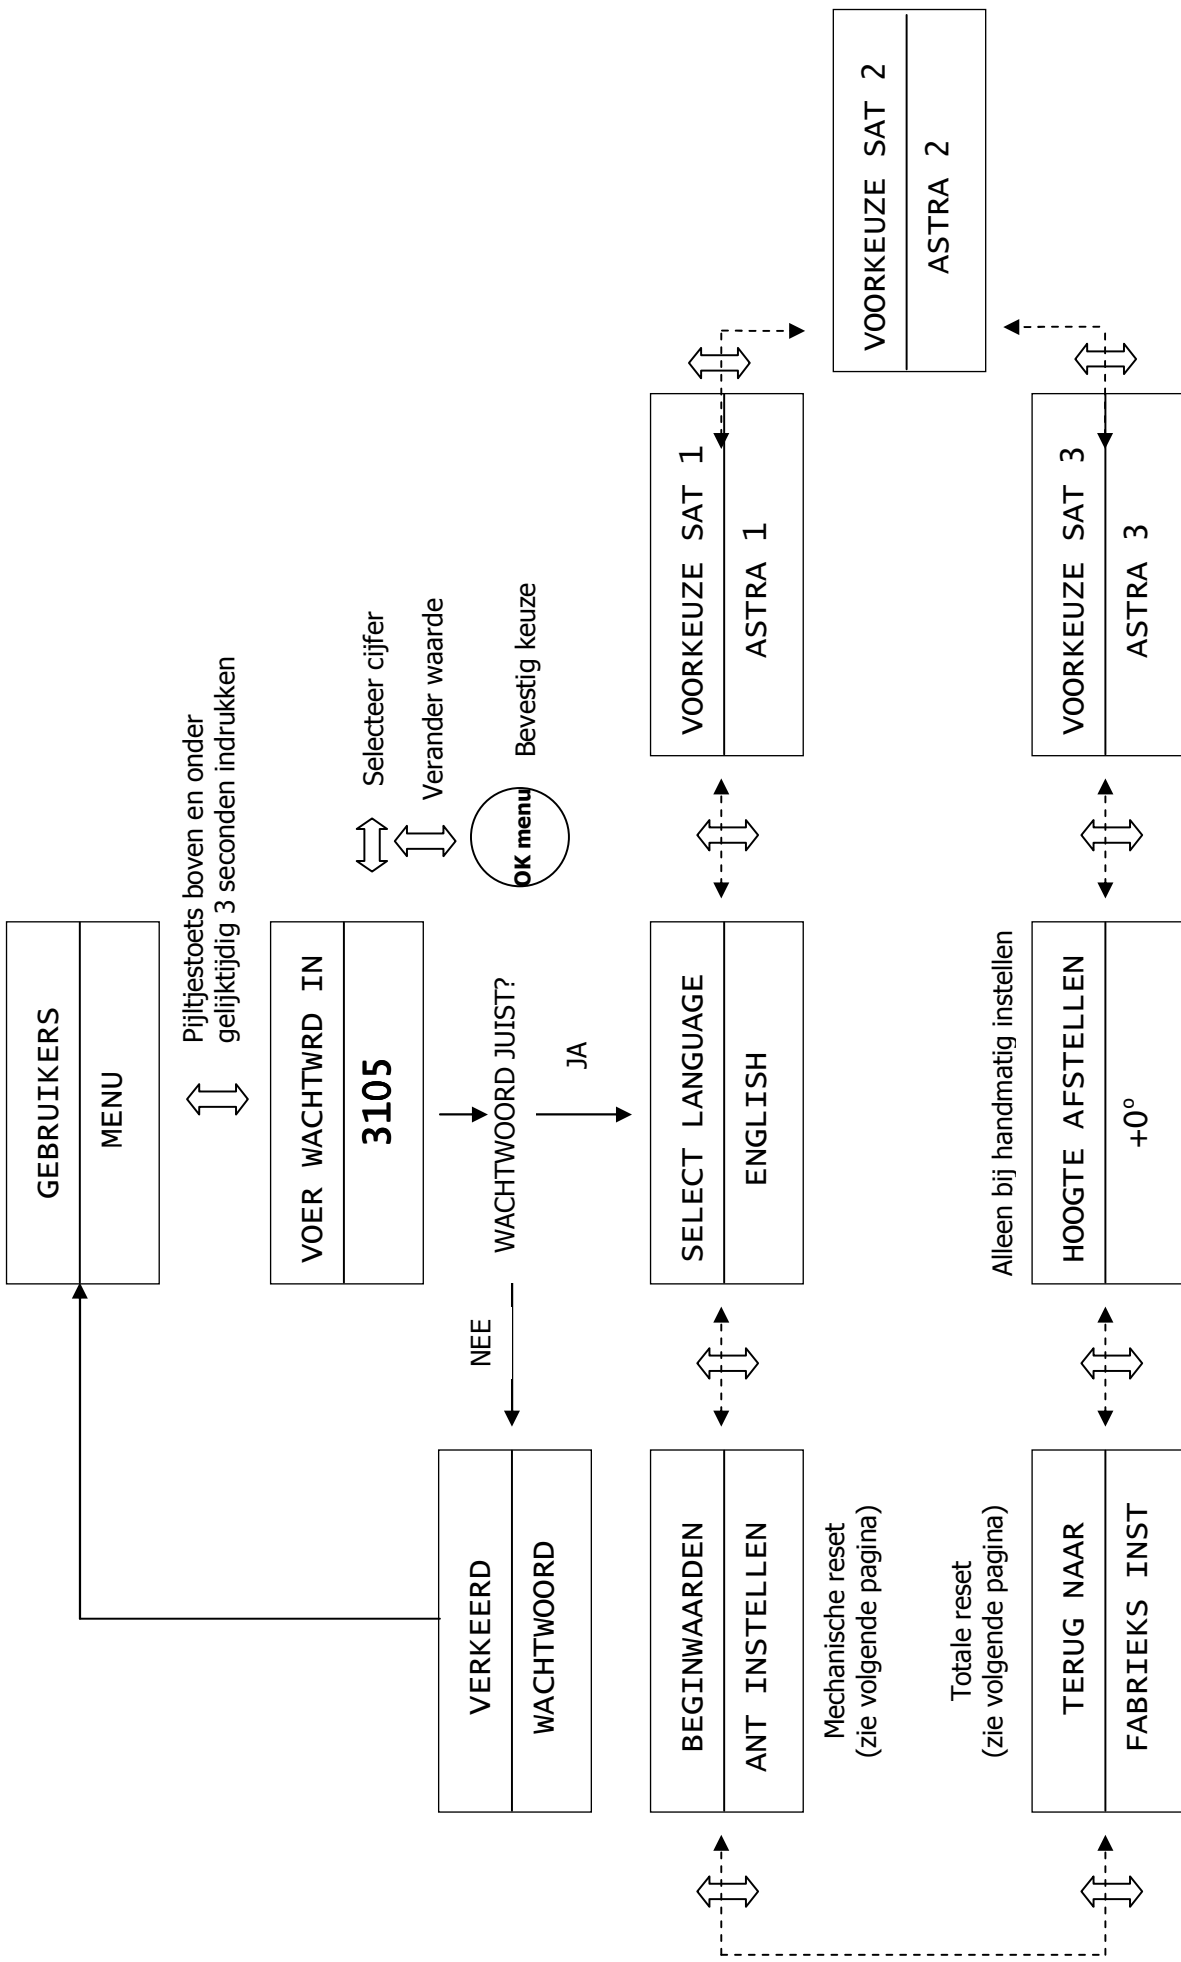 GEBRUIKERS
MENU
Pijltjestoets boven en onder
gelijktijdig 3 seconden indrukken
VOER WACHTWRD IN
3105
Selecteer cijfer
Verander waarde
OK menu
Bevestig keuze
WACHTWOORD JUIST?
NEE
JA
VERKEERD
WACHTWOORD
BEGINWAARDEN
ANT INSTELLEN
Mechanische reset
(zie volgende pagina)
SELECT LANGUAGE
ENGLISH
VOORKEUZE SAT 1
ASTRA 1
VOORKEUZE SAT 2
ASTRA 2
Totale reset
(zie volgende pagina)
TERUG NAAR
FABRIEKS INST
Alleen bij handmatig instellen
HOOGTE AFSTELLEN
+0º
VOORKEUZE SAT 3
ASTRA 3